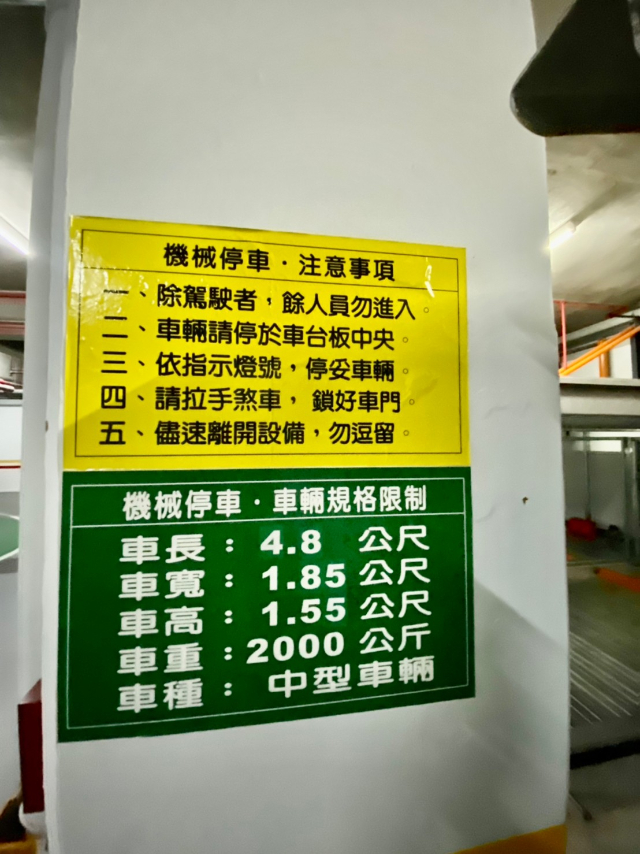 機械停車·注意事項
一、除駕駛者，餘人員勿進入。
二、車輛請停於車台板中央。
三、依指示燈號，停妥車輛。
四、請拉手煞車，鎖好車門。
五、儘速離開設備，勿逗留。
機械停車·車輛規格限制
車長：4.8 公尺
車寬：1.85 公尺
車高：1.55 公尺
車重：2000 公斤
車種：中型車輛